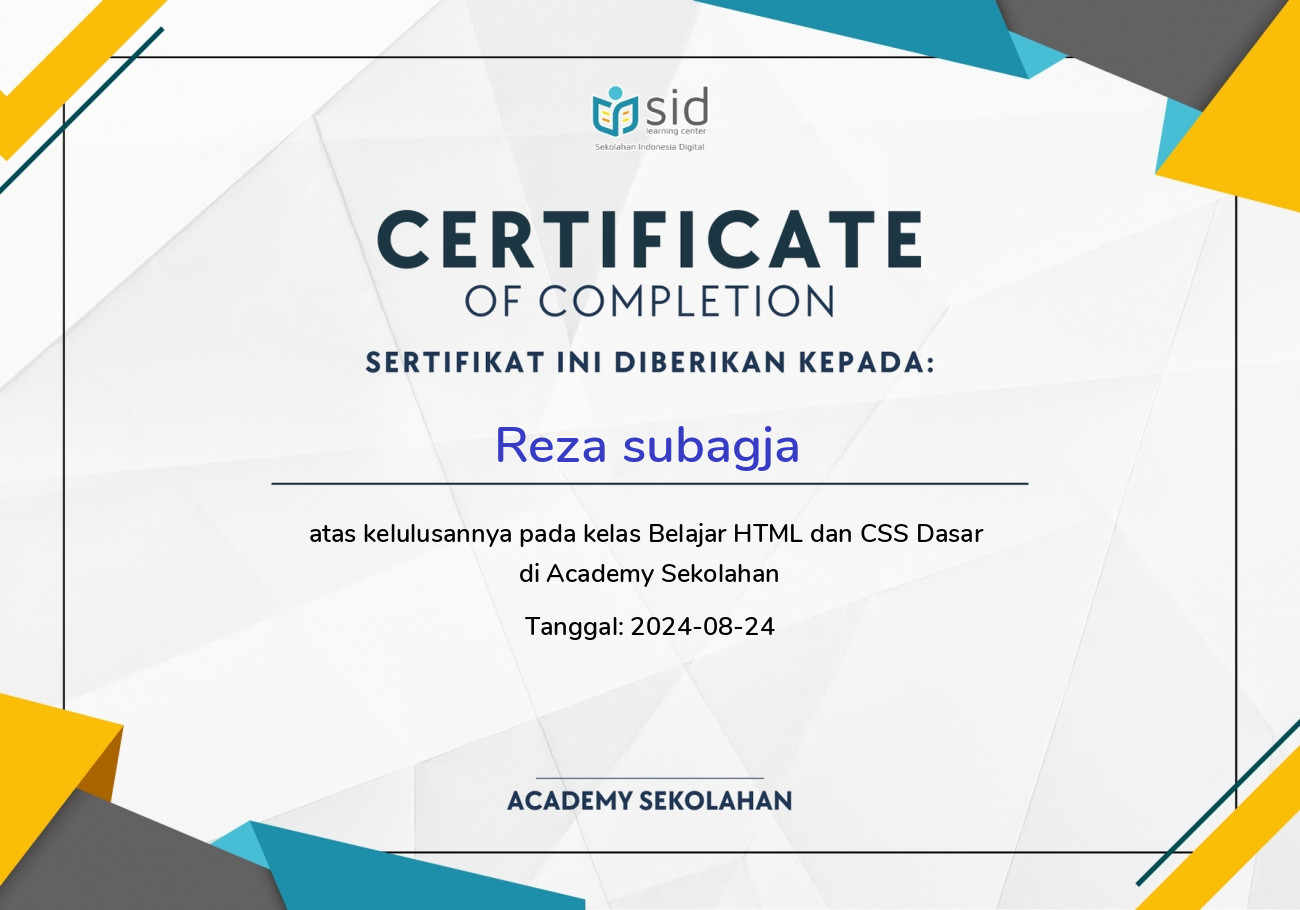 sid
learning center
Sekolahan Indonesia Digital
CERTIFICATE
OF COMPLETION
SERTIFIKAT INI DIBERIKAN KEPADA:
Reza subagja
atas kelulusannya pada kelas Belajar HTML dan CSS Dasar
di Academy Sekolahan
Tanggal: 2024-08-24
ACADEMY SEKOLAHAN